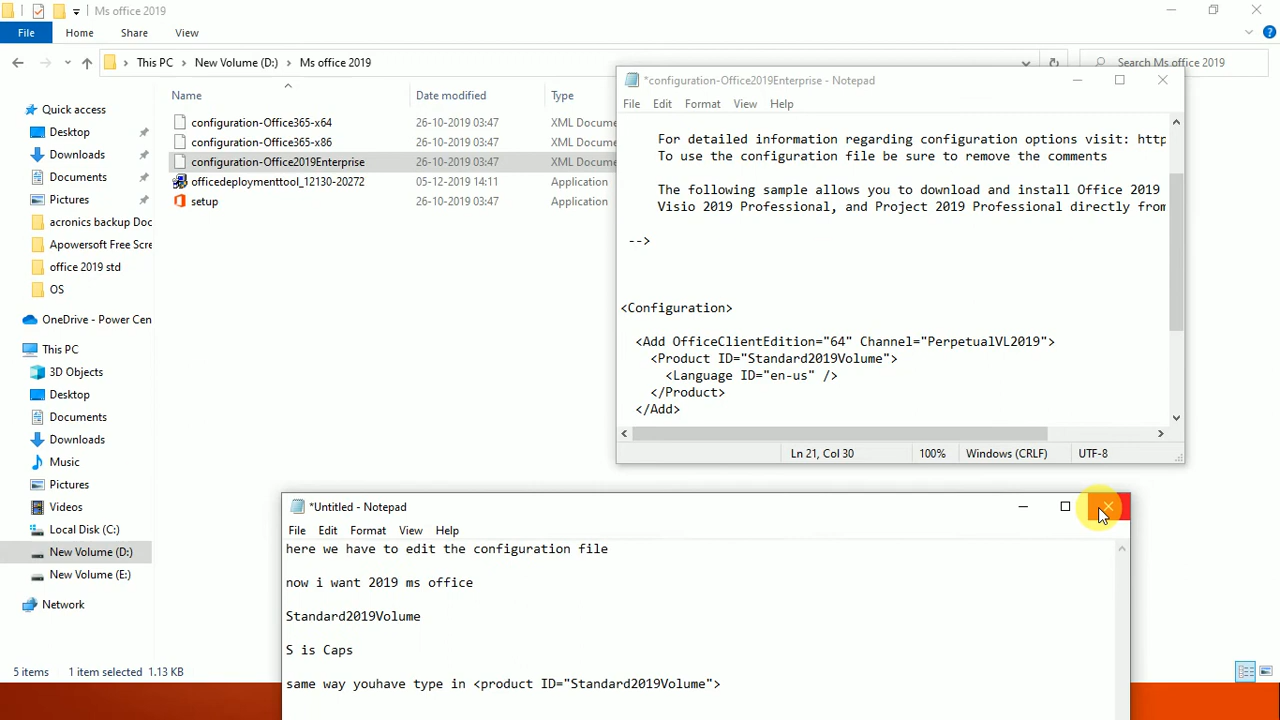 Ms office 2019
File Home Share View
This PC > New Volume (D:) > Ms office 2019
Search Ms office 2019
Name Date modified Type
configuration-Office365-x64 26-10-2019 03:47 XML Docume
configuration-Office365-x86 26-10-2019 03:47 XML Docume
configuration-Office2019Enterprise 26-10-2019 03:47 XML Docume
officedeploymenttool_12130-20272 05-12-2019 14:11 Application
setup 26-10-2019 03:47 Application
Quick access
Desktop
Downloads
Documents
Pictures
acronics backup Doc
Apowersoft Free Scre
office 2019 std
OS
OneDrive - Power Cen
This PC
3D Objects
Desktop
Documents
Downloads
Music
Pictures
Videos
Local Disk (C:)
New Volume (D:)
New Volume (E:)
Network
5 items 1 item selected 1.13 KB
*configuration-Office2019Enterprise - Notepad
File Edit Format View Help
For detailed information regarding configuration options visit: http
To use the configuration file be sure to remove the comments
The following sample allows you to download and install Office 2019
Visio 2019 Professional, and Project 2019 Professional directly from
-->
<Configuration>
<Add OfficeClientEdition="64" Channel="PerpetualVL2019">
<Product ID="Standard2019Volume">
<Language ID="en-us" />
</Product>
</Add>
Ln 21, Col 30 100% Windows (CRLF) UTF-8
*Untitled - Notepad
File Edit Format View Help
here we have to edit the configuration file
now i want 2019 ms office
Standard2019Volume
S is Caps
same way youhave type in <product ID="Standard2019Volume">